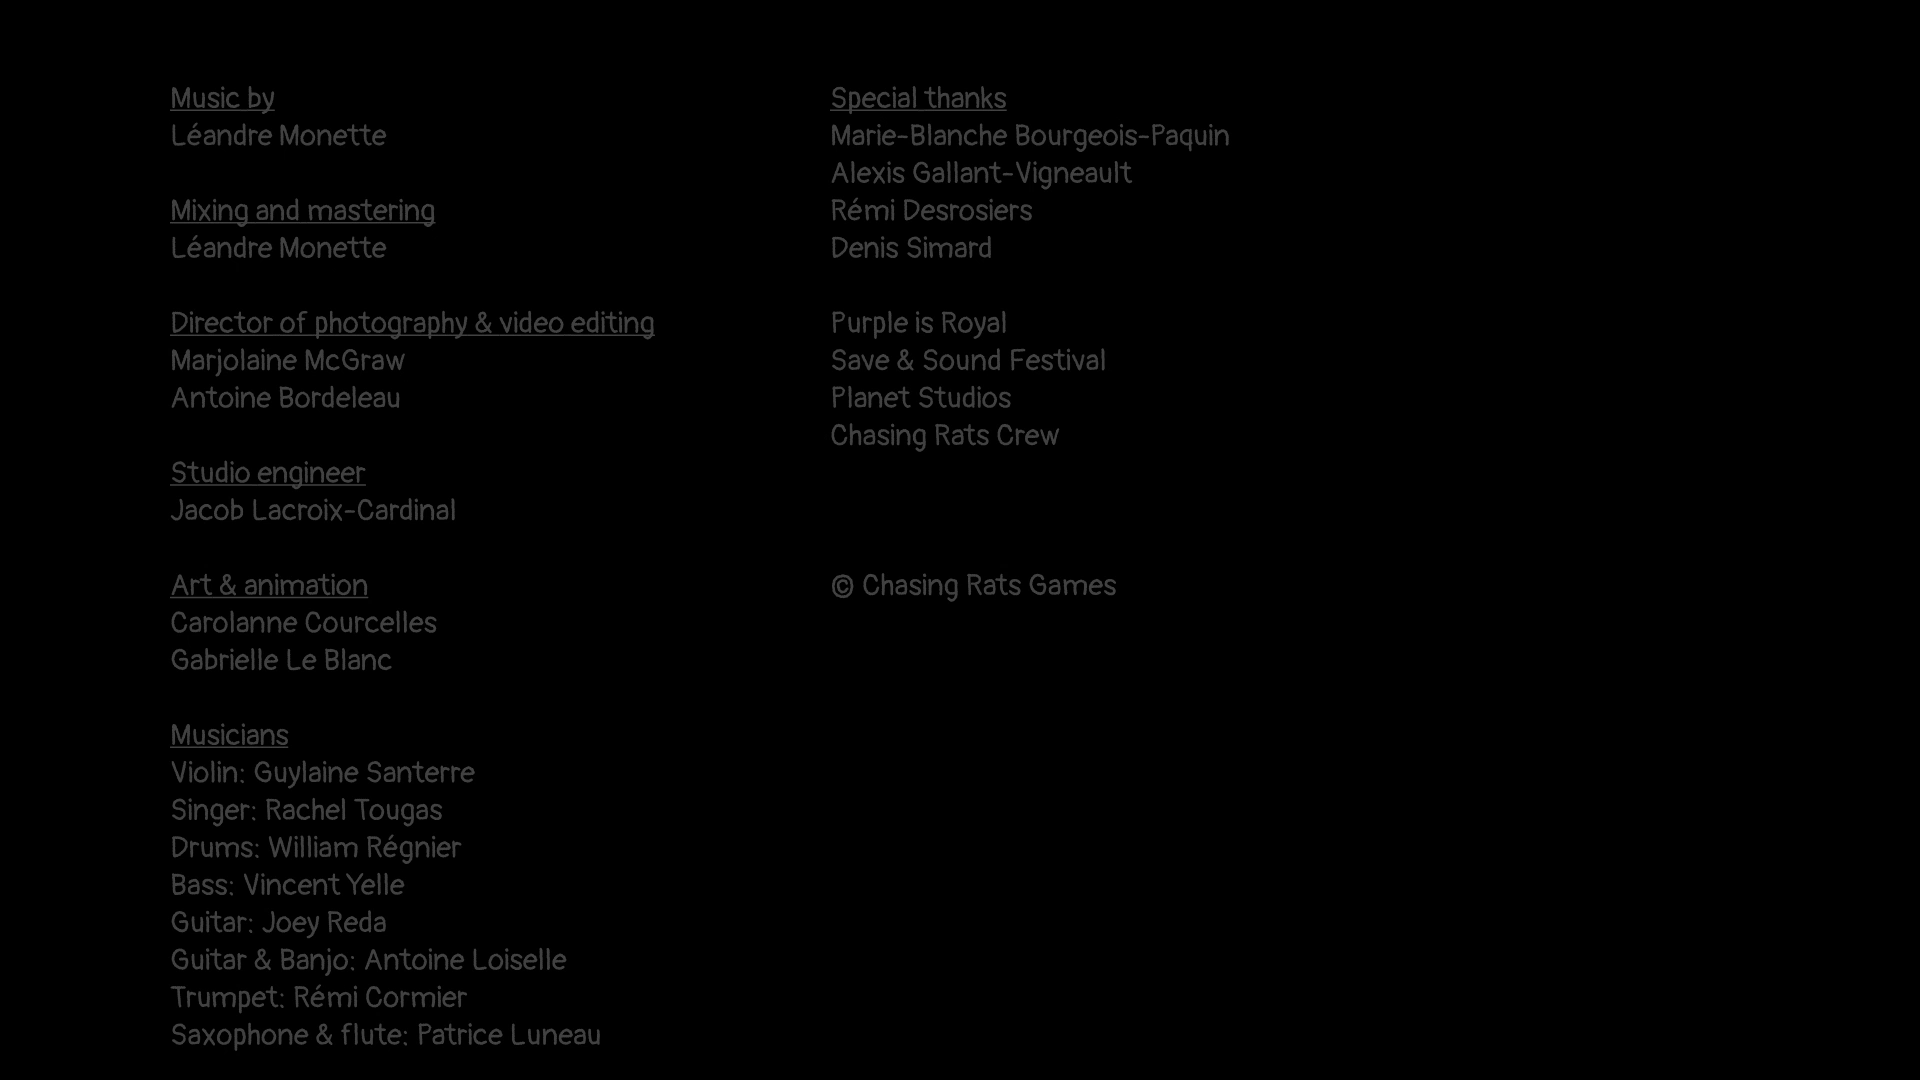 Music by
Léandre Monette
Mixing and mastering
Léandre Monette
Director of photography & video editing
Marjolaine McGraw
Antoine Bordeleau
Studio engineer
Jacob Lacroix-Cardinal
Art & animation
Carolanne Courcelles
Gabrielle Le Blanc
Musicians
Violin: Guylaine Santerre
Singer: Rachel Tougas
Drums: William Régnier
Bass: Vincent Yelle
Guitar: Joey Reda
Guitar & Banjo: Antoine Loiselle
Trumpet: Rémi Cormier
Saxophone & flute: Patrice Luneau
Special thanks
Marie-Blanche Bourgeois-Paquin
Alexis Gallant-Vigneault
Rémi Desrosiers
Denis Simard
Purple is Royal
Save & Sound Festival
Planet Studios
Chasing Rats Crew
© Chasing Rats Games